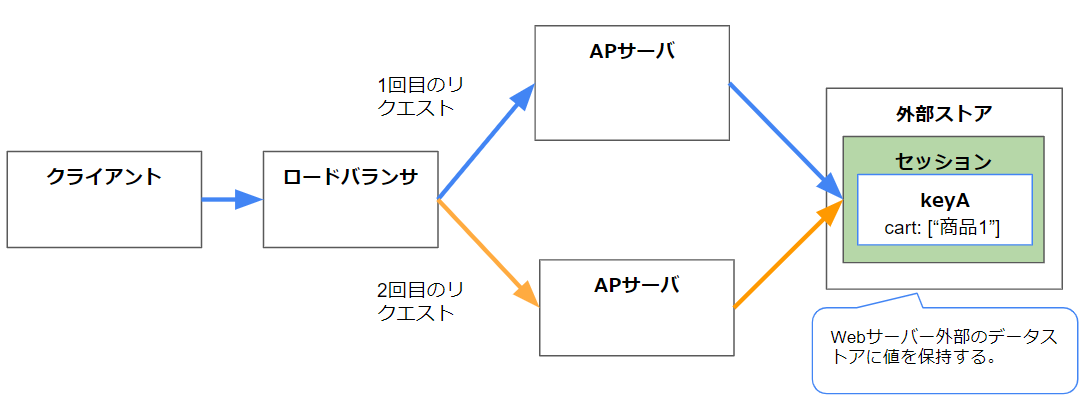 APサーバ
1回目のリ
クエスト
外部ストア
セッション
クライアント
ロードバランサ
keyA
cart: [“商品1”]
APサーバ
2回目のリ
クエスト
Webサーバー外部のデータス
トアに値を保持する。